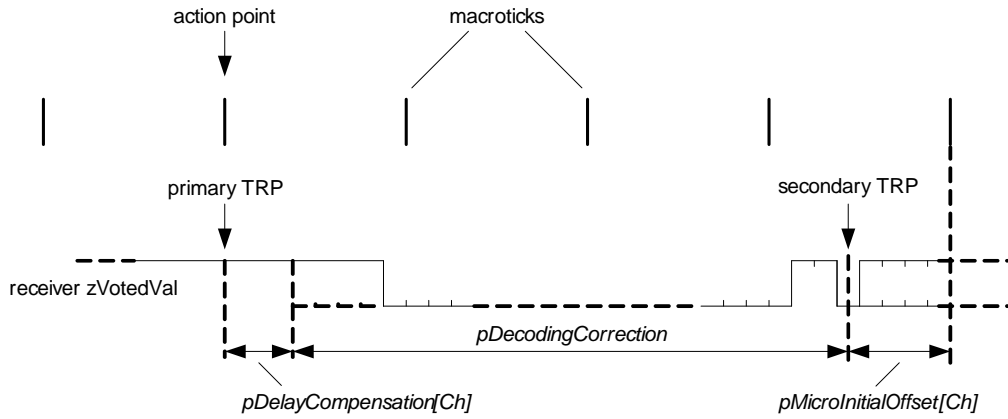 action point
macroticks
primary TRP
secondary TRP
receiver zVotedVal
pDecodingCorrection
pDelayCompensation[Ch]
pMicroInitialOffset[Ch]